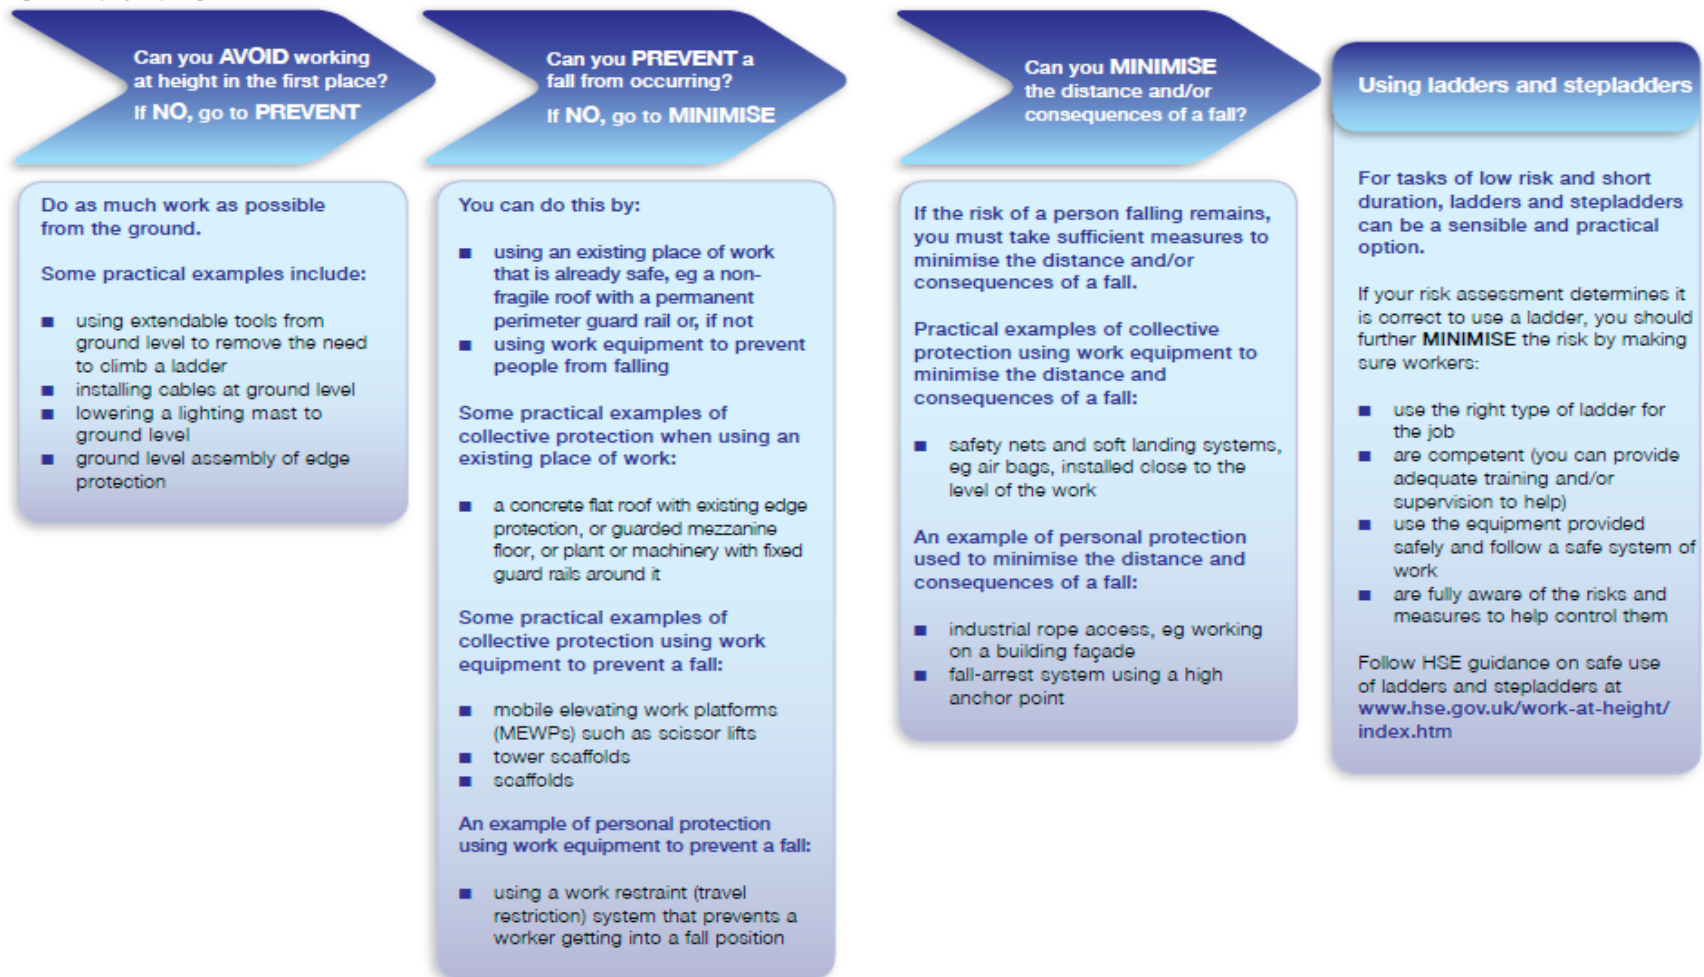 Can you AVOID working
at height in the first place?
If NO, go to PREVENT
Do as much work as possible
from the ground.
Some practical examples include:
■ using extendable tools from
ground level to remove the need
to climb a ladder
■ installing cables at ground level
■ lowering a lighting mast to
ground level
■ ground level assembly of edge
protection
Can you PREVENT a
fall from occurring?
If NO, go to MINIMISE
You can do this by:
■ using an existing place of work
that is already safe, eg a non-
fragile roof with a permanent
perimeter guard rail or, if not
■ using work equipment to prevent
people from falling
Some practical examples of
collective protection when using an
existing place of work:
■ a concrete flat roof with existing edge
protection, or guarded mezzanine
floor, or plant or machinery with fixed
guard rails around it
Some practical examples of
collective protection using work
equipment to prevent a fall:
■ mobile elevating work platforms
(MEWPs) such as scissor lifts
■ tower scaffolds
■ scaffolds
An example of personal protection
using work equipment to prevent a fall:
■ using a work restraint (travel
restriction) system that prevents a
worker getting into a fall position
Can you MINIMISE
the distance and/or
consequences of a fall?
If the risk of a person falling remains,
you must take sufficient measures to
minimise the distance and/or
consequences of a fall.
Practical examples of collective
protection using work equipment to
minimise the distance and
consequences of a fall:
■ safety nets and soft landing systems,
eg air bags, installed close to the
level of the work
An example of personal protection
used to minimise the distance and
consequences of a fall:
■ industrial rope access, eg working
on a building façade
■ fall-arrest system using a high
anchor point
Using ladders and stepladders
For tasks of low risk and short
duration, ladders and stepladders
can be a sensible and practical
option.
If your risk assessment determines it
is correct to use a ladder, you should
further MINIMISE the risk by making
sure workers:
■ use the right type of ladder for
the job
■ are competent (you can provide
adequate training and/or
supervision to help)
■ use the equipment provided
safely and follow a safe system of
work
■ are fully aware of the risks and
measures to help control them
Follow HSE guidance on safe use
of ladders and stepladders at
www.hse.gov.uk/work-at-height/
index.htm